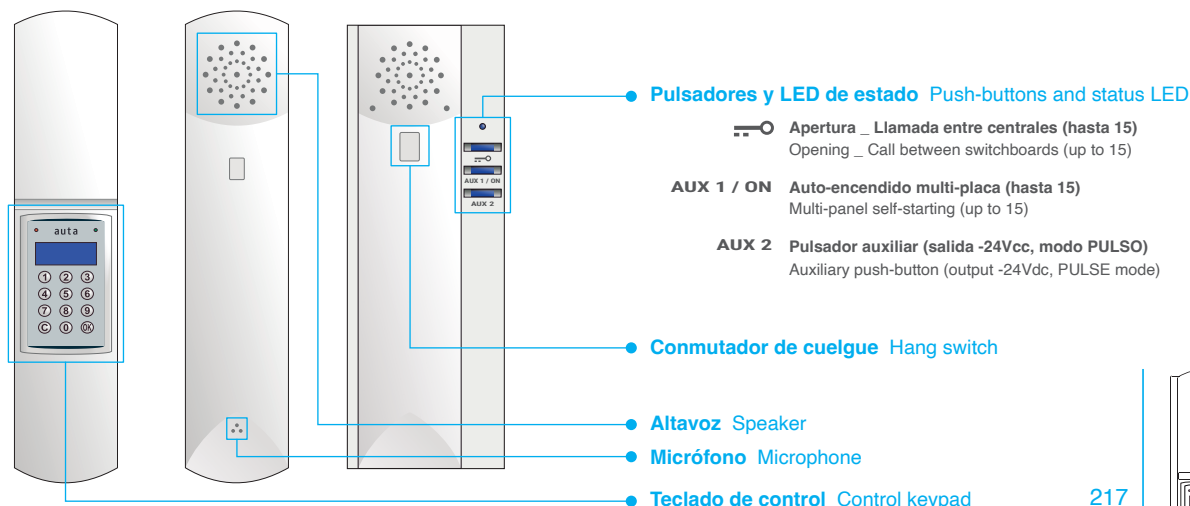 Pulsadores y LED de estado Push-buttons and status LED
Apertura _ Llamada entre centrales (hasta 15)
Opening _ Call between switchboards (up to 15)
AUX 1 / ON Auto-encendido multi-placa (hasta 15)
Multi-panel self-starting (up to 15)
AUX 2 Pulsador auxiliar (salida -24Vcc, modo PULSO)
Auxiliary push-button (output -24Vdc, PULSE mode)
AUX 1 / ON
AUX 2
auta
1 2 3
4 5 6
7 8 9
C 0 OK
Conmutador de cuelgue Hang switch
Altavoz Speaker
Micrófono Microphone
Teclado de control Control keypad
217